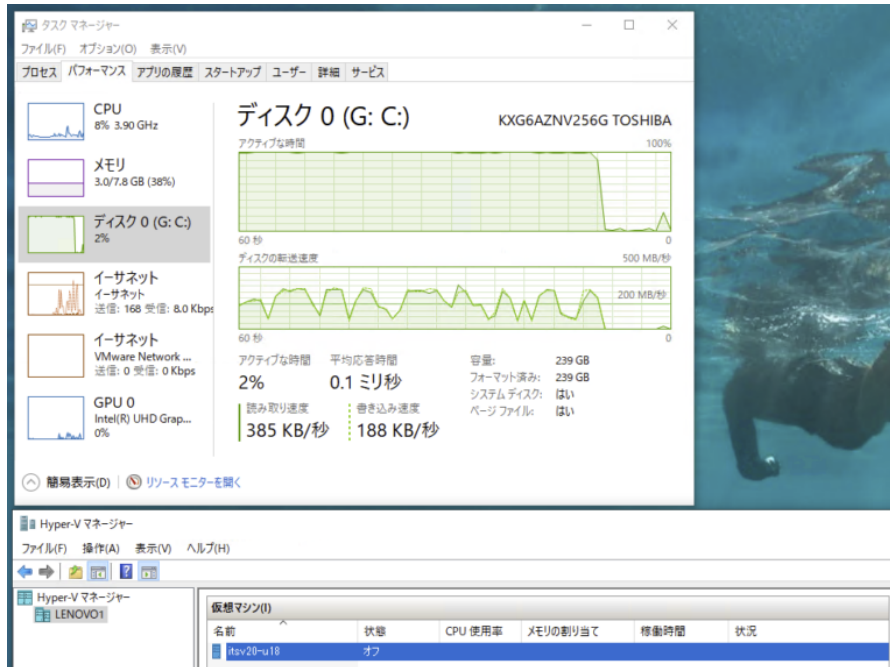 タスク マネージャー
ファイル(F) オプション(O) 表示(V)
プロセス パフォーマンス アプリの履歴 スタートアップ ユーザー 詳細 サービス
CPU
8% 3.90 GHz
メモリ
3.0/7.8 GB (38%)
ディスク 0 (G: C:)
2%
イーサネット
イーサネット
送信: 168 受信: 8.0 Kbps
イーサネット
VMware Network ...
送信: 0 受信: 0 Kbps
GPU 0
Intel(R) UHD Grap...
0%
ディスク 0 (G: C:) KXG6AZNV256G TOSHIBA
アクティブな時間 100%
60 秒 0
ディスクの転送速度 500 MB/秒
200 MB/秒
60 秒 0
アクティブな時間 平均応答時間
2% 0.1 ミリ秒
読み取り速度 書き込み速度
385 KB/秒 188 KB/秒
容量: 239 GB
フォーマット済み: 239 GB
システム ディスク: はい
ページ ファイル: はい
簡易表示(D) リソース モニターを開く
Hyper-V マネージャー
ファイル(F) 操作(A) 表示(V) ヘルプ(H)
Hyper-V マネージャー
LENOVO1
仮想マシン(I)
名前 状態 CPU 使用率 メモリの割り当て 稼働時間 状況
itsv20-u18 オフ